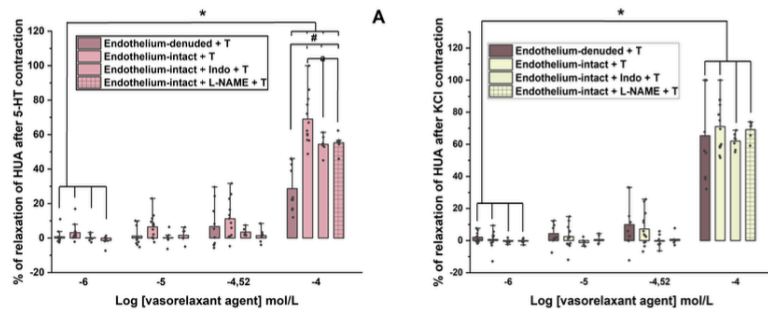 *
A
% of relaxation of HUA after 5-HT contraction
120
100
80
60
40
20
0
-20
Endothelium-denuded + T
Endothelium-intact + T
Endothelium-intact + Indo + T
Endothelium-intact + L-NAME + T
#
-6
-5
-4,52
-4
Log [vasorelaxant agent] mol/L
*
% of relaxation of HUA after KCl contraction
120
100
80
60
40
20
0
-20
Endothelium-denuded + T
Endothelium-intact + T
Endothelium-intact + Indo + T
Endothelium-intact + L-NAME + T
-6
-5
-4,52
-4
Log [vasorelaxant agent] mol/L